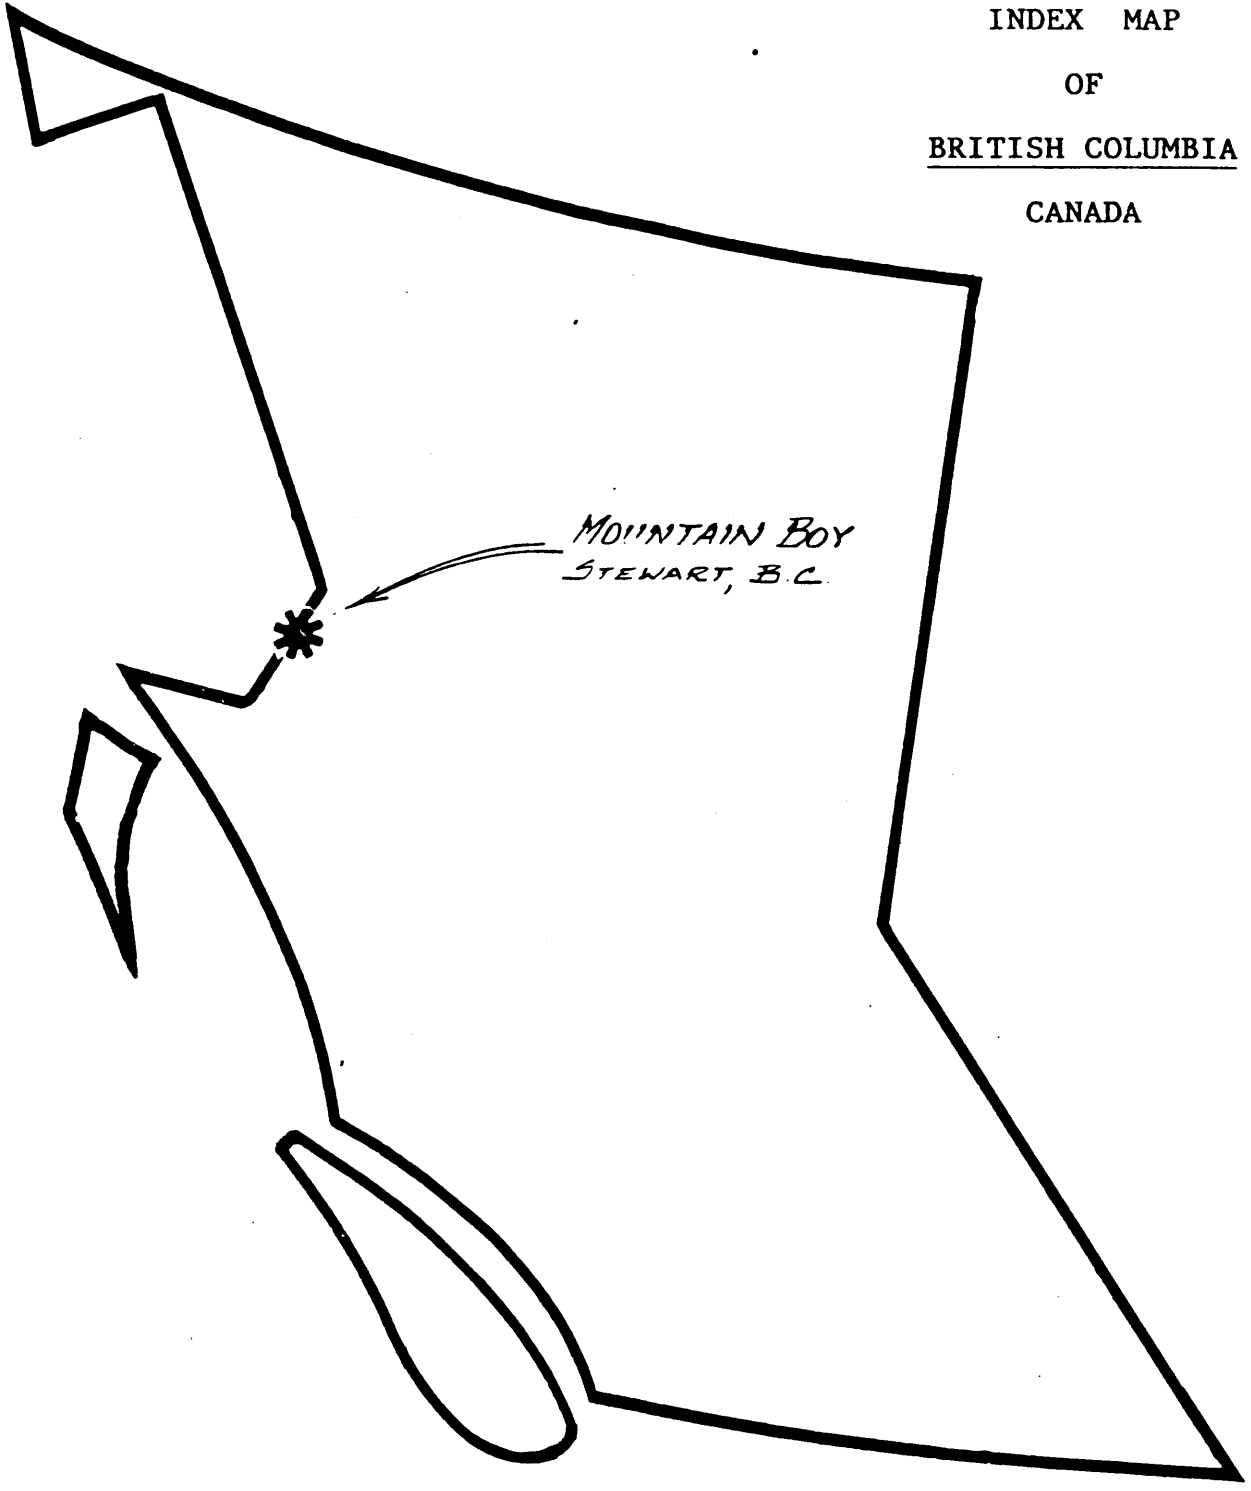 INDEX MAP
OF
BRITISH COLUMBIA
CANADA
MOUNTAIN BOY
STEWART, B.C.